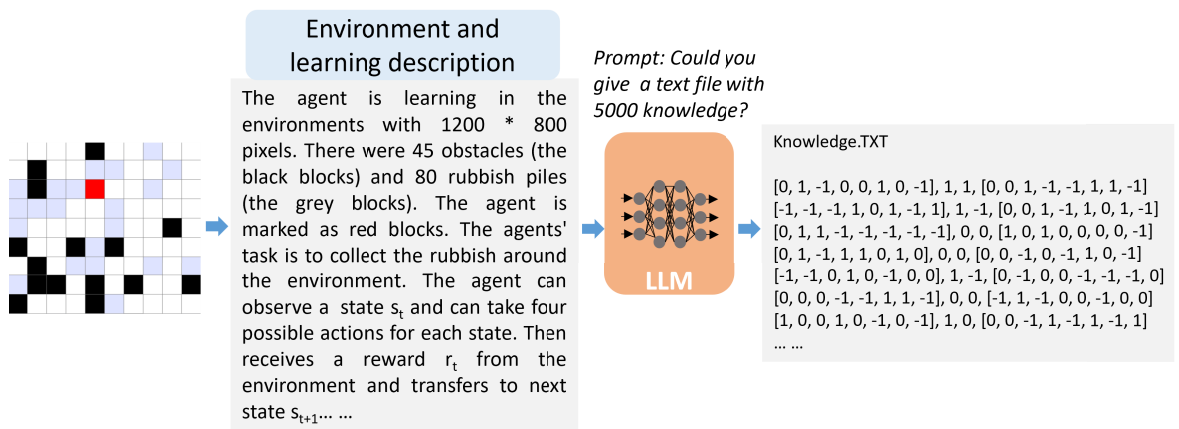 Environment and
learning description
The agent is learning in the
environments with 1200 * 800
pixels. There were 45 obstacles (the
black blocks) and 80 rubbish piles
(the grey blocks). The agent is
marked as red blocks. The agents'
task is to collect the rubbish around
the environment. The agent can
observe a state st and can take four
possible actions for each state. Then
receives a reward rt from the
environment and transfers to next
state st+1… …
Prompt: Could you
give a text file with
5000 knowledge?
LLM
Knowledge.TXT
[0, 1, -1, 0, 0, 1, 0, -1], 1, 1, [0, 0, 1, -1, -1, 1, 1, -1]
[-1, -1, -1, 1, 0, 1, -1, 1], 1, -1, [0, 0, 1, -1, 1, 0, 1, -1]
[0, 1, 1, -1, -1, -1, -1, -1], 0, 0, [1, 0, 1, 0, 0, 0, 0, -1]
[0, 1, -1, 1, 1, 0, 1, 0], 0, 0, [0, 0, -1, 0, -1, 1, 0, -1]
[-1, -1, 0, 1, 0, -1, 0, 0], 1, -1, [0, -1, 0, 0, -1, -1, -1, 0]
[0, 0, 0, -1, -1, 1, 1, -1], 0, 0, [-1, 1, -1, 0, 0, -1, 0, 0]
[1, 0, 0, 1, 0, -1, 0, -1], 1, 0, [0, 0, -1, 1, -1, 1, -1, 1]
… …